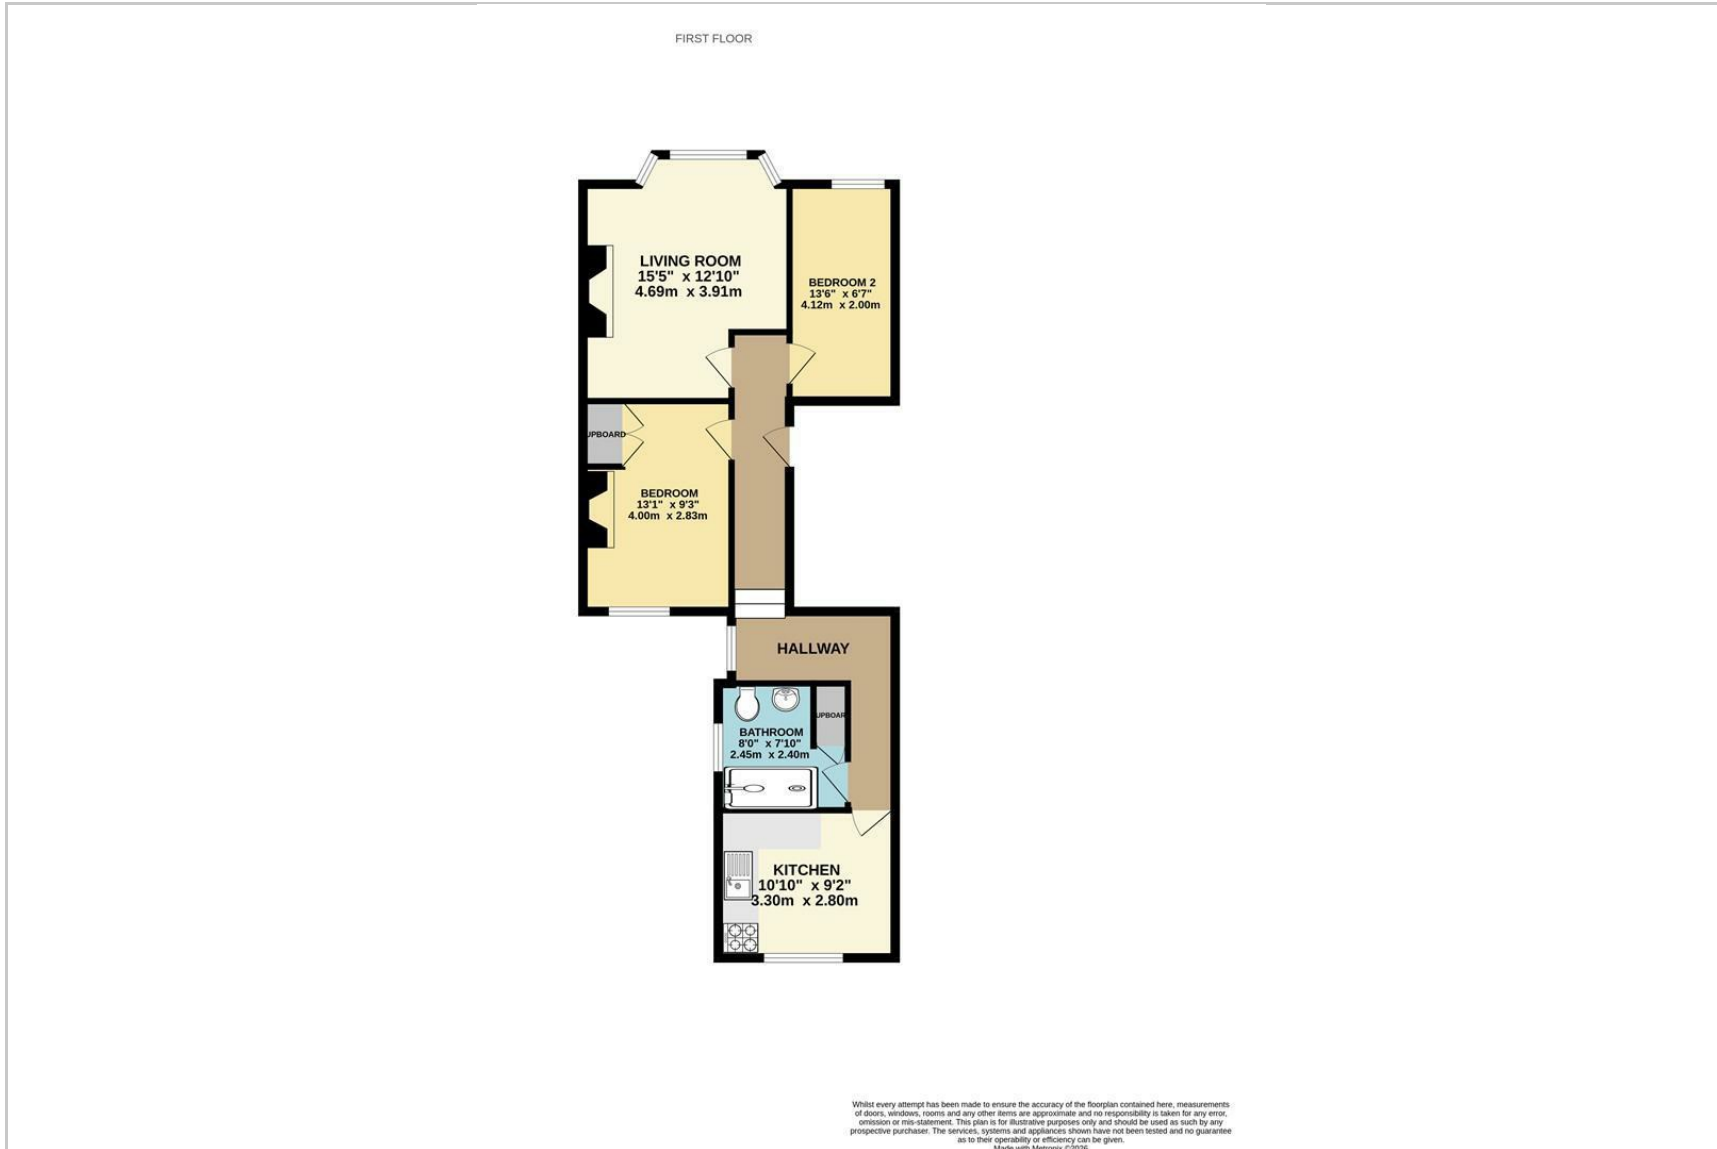 FIRST FLOOR
LIVING ROOM
15'5" x 12'10"
4.69m x 3.91m
BEDROOM 2
13'6" x 6'7"
4.12m x 2.00m
UPBOARD
BEDROOM
13'1" x 9'3"
4.00m x 2.83m
HALLWAY
UPBOAR
BATHROOM
8'0" x 7'10"
2.45m x 2.40m
KITCHEN
10'10" x 9'2"
3.30m x 2.80m
Whilst every attempt has been made to ensure the accuracy of the floorplan contained here, measurements
of doors, windows, rooms and any other items are approximate and no responsibility is taken for any error,
omission or mis-statement. This plan is for illustrative purposes only and should be used as such by any
prospective purchaser. The services, systems and appliances shown have not been tested and no guarantee
as to their operability or efficiency can be given.
Made with Metropix ©2026